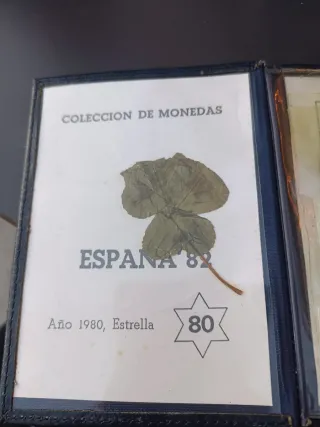 COLECCION DE MONEDAS
ESPAÑA 82
Año 1980, Estrella
80